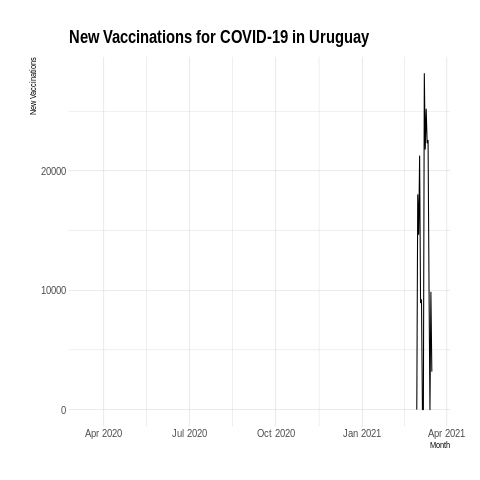 New Vaccinations for COVID-19 in Uruguay
New Vaccinations
20000
10000
0
Apr 2020 Jul 2020 Oct 2020 Jan 2021 Apr 2021
Month